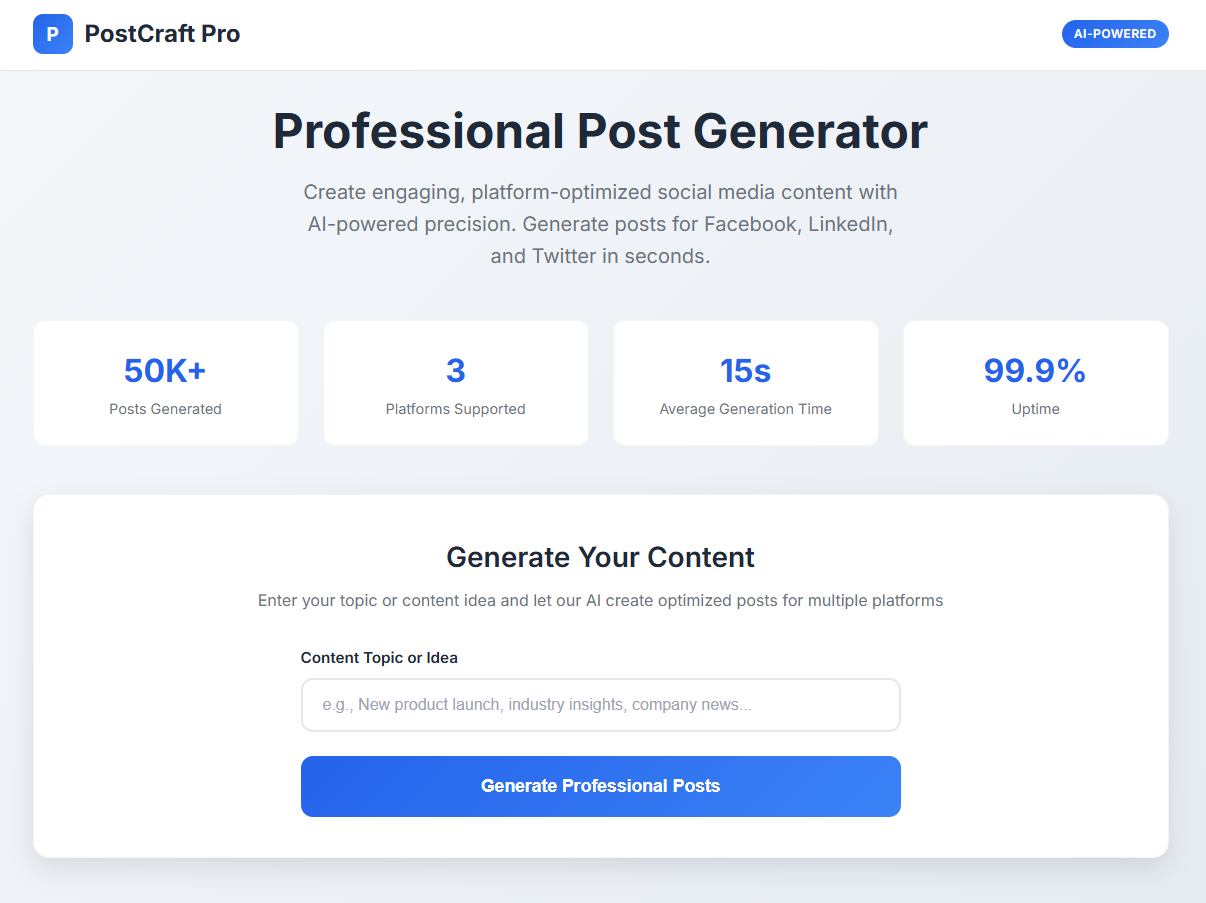 P
PostCraft Pro
AI-POWERED
Professional Post Generator
Create engaging, platform-optimized social media content with
AI-powered precision. Generate posts for Facebook, LinkedIn,
and Twitter in seconds.
50K+
Posts Generated
3
Platforms Supported
15s
Average Generation Time
99.9%
Uptime
Generate Your Content
Enter your topic or content idea and let our AI create optimized posts for multiple platforms
Content Topic or Idea
e.g., New product launch, industry insights, company news...
Generate Professional Posts